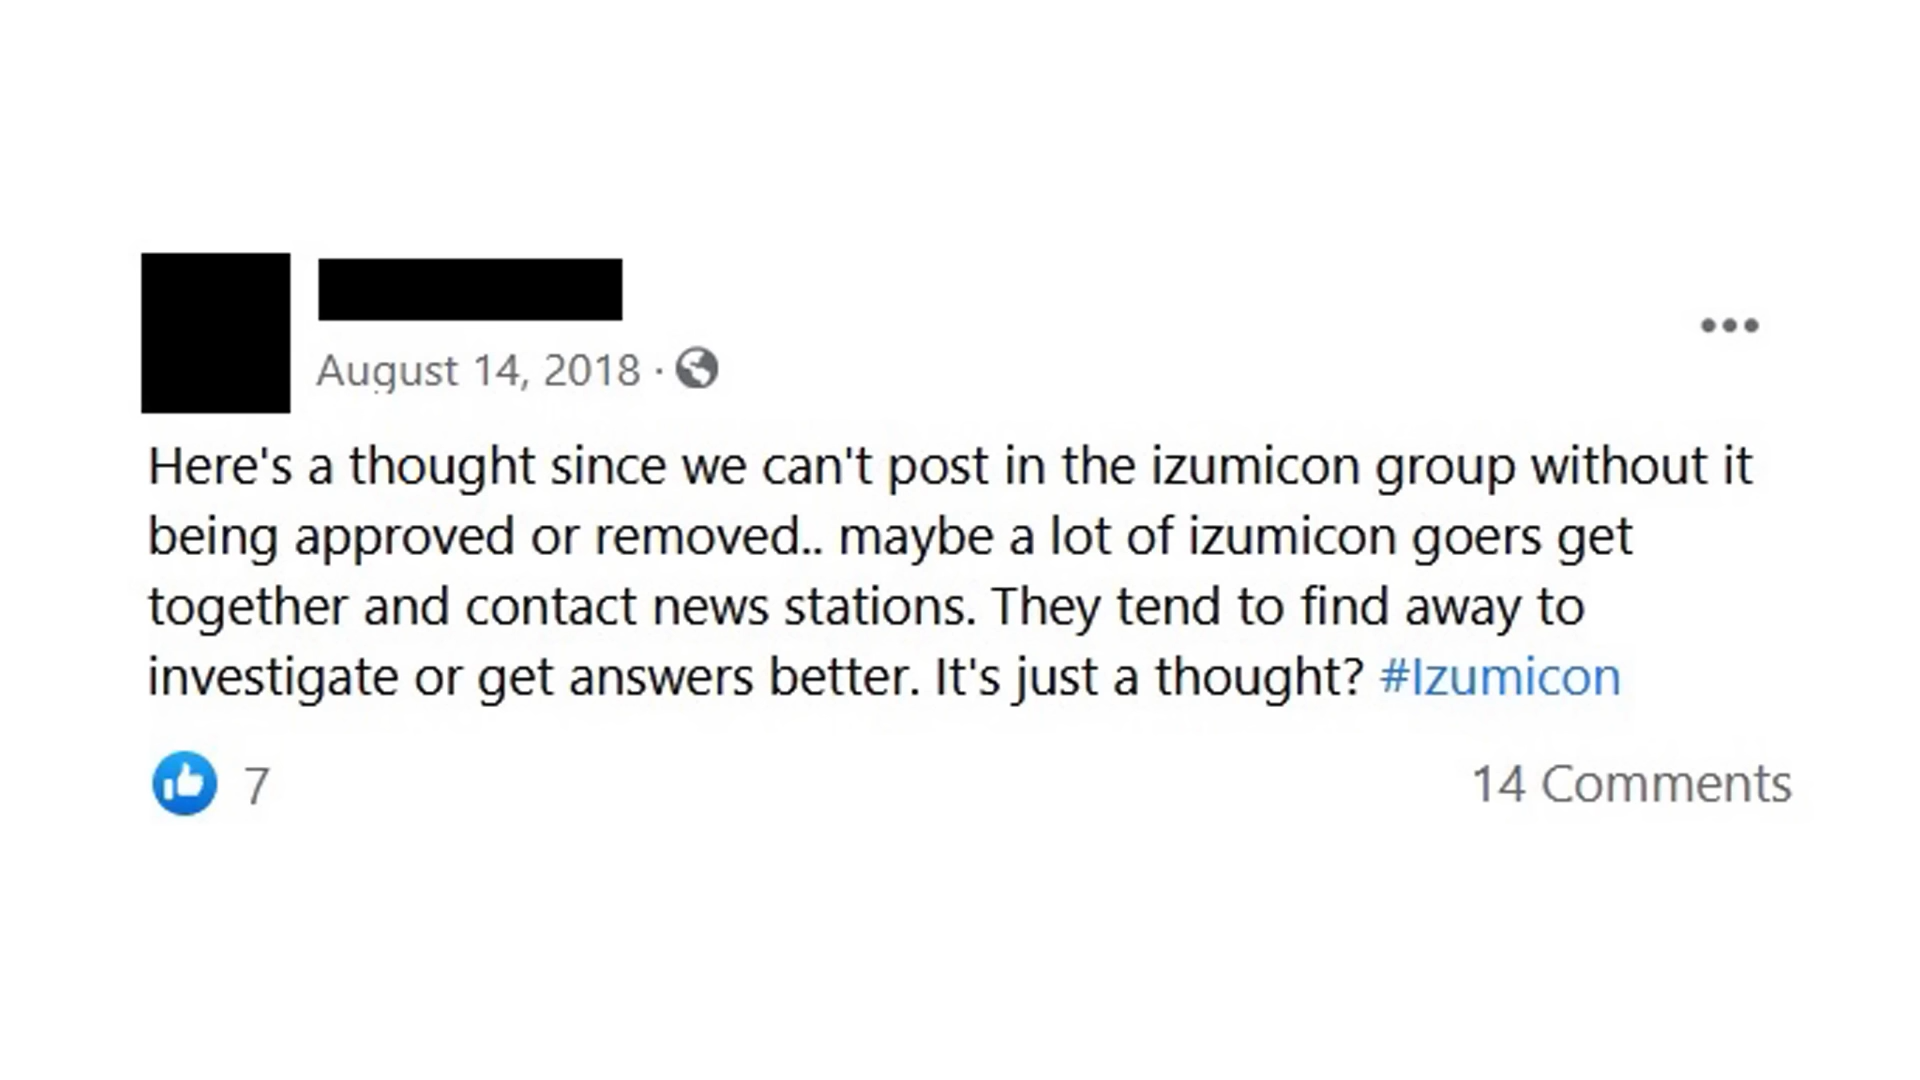 August 14, 2018 ·
Here's a thought since we can't post in the izumicon group without it
being approved or removed.. maybe a lot of izumicon goers get
together and contact news stations. They tend to find away to
investigate or get answers better. It's just a thought? #Izumicon
7
14 Comments